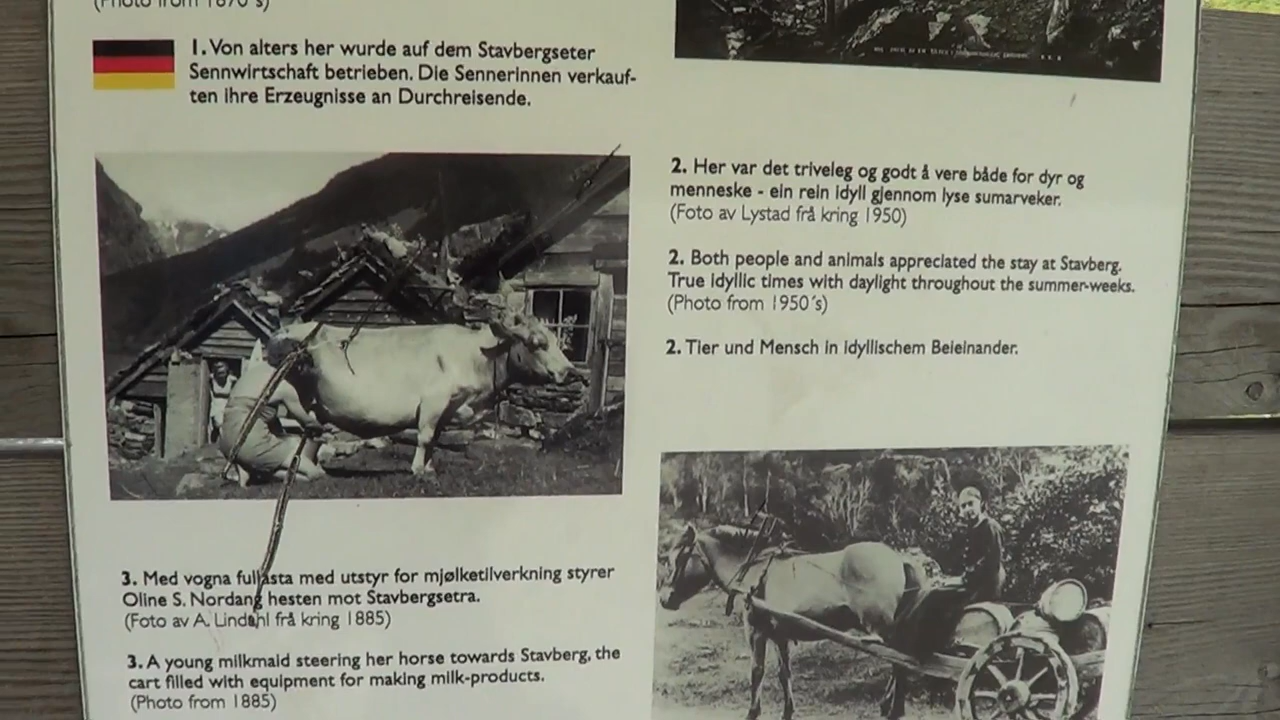 (Photo from 1870's)
1. Von alters her wurde auf dem Stavbergseter
Sennwirtschaft betrieben. Die Sennerinnen verkauf-
ten ihre Erzeugnisse an Durchreisende.
2. Her var det triveleg og godt å vere både for dyr og
menneske - ein rein idyll gjennom lyse sumarveker.
(Foto av Lystad frå kring 1950)
2. Both people and animals appreciated the stay at Stavberg.
True idyllic times with daylight throughout the summer-weeks.
(Photo from 1950´s)
2. Tier und Mensch in idyllischem Beieinander.
3. Med vogna fullasta med utstyr for mjølketilverkning styrer
Oline S. Nordang hesten mot Stavbergsetra.
(Foto av A. Lindahl frå kring 1885)
3. A young milkmaid steering her horse towards Stavberg, the
cart filled with equipment for making milk-products.
(Photo from 1885)